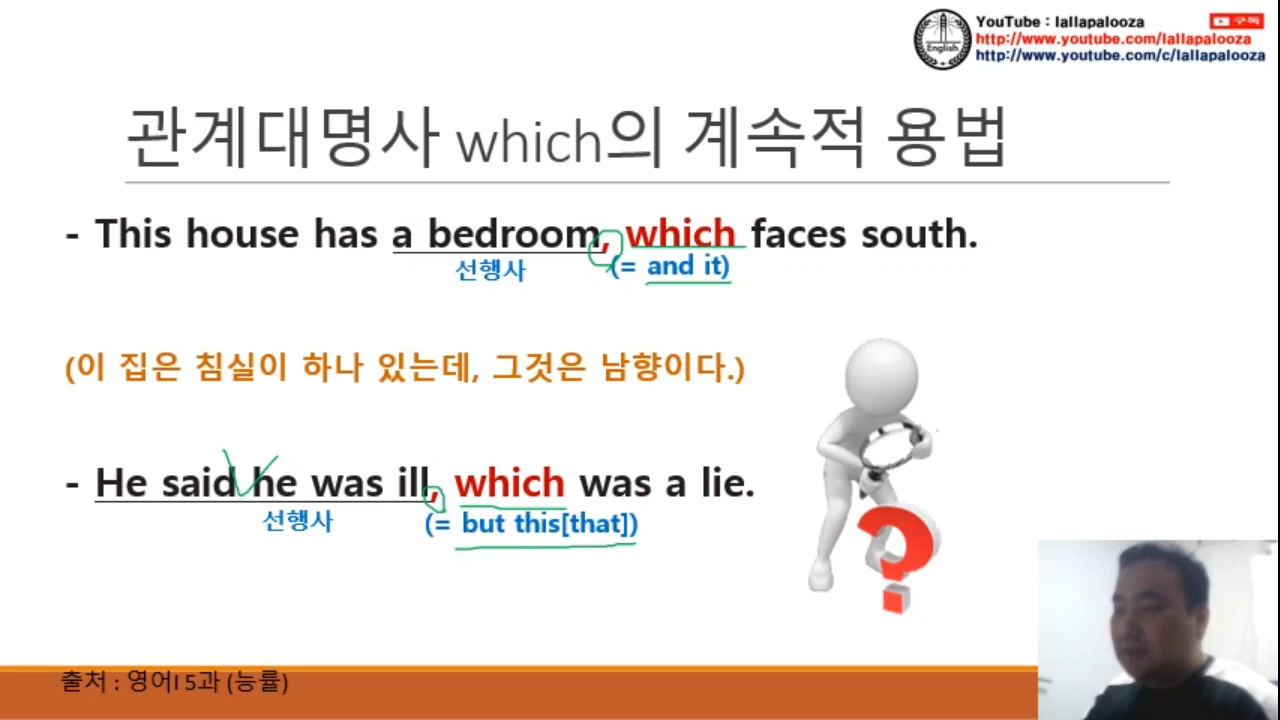 YouTube : lallapalooza
구독
http://www.youtube.com/lallapalooza
http://www.youtube.com/c/lallapalooza
English
관계대명사 which의 계속적 용법
- This house has a bedroom, which faces south.
선행사 (= and it)
(이 집은 침실이 하나 있는데, 그것은 남향이다.)
- He said he was ill, which was a lie.
선행사 (= but this[that])
?
출처 : 영어I 5과 (능률)